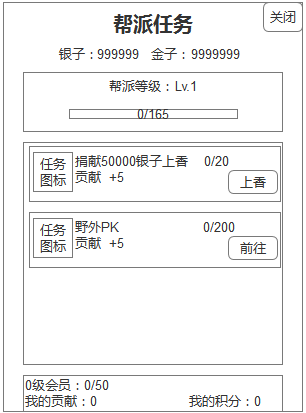 关闭
帮派任务
银子：999999 金子：9999999
帮派等级：Lv.1
0/165
任务图标
捐献50000银子上香 0/20
贡献 +5
上香
任务图标
野外PK 0/200
贡献 +5
前往
0级会员：0/50
我的贡献：0 我的积分：0